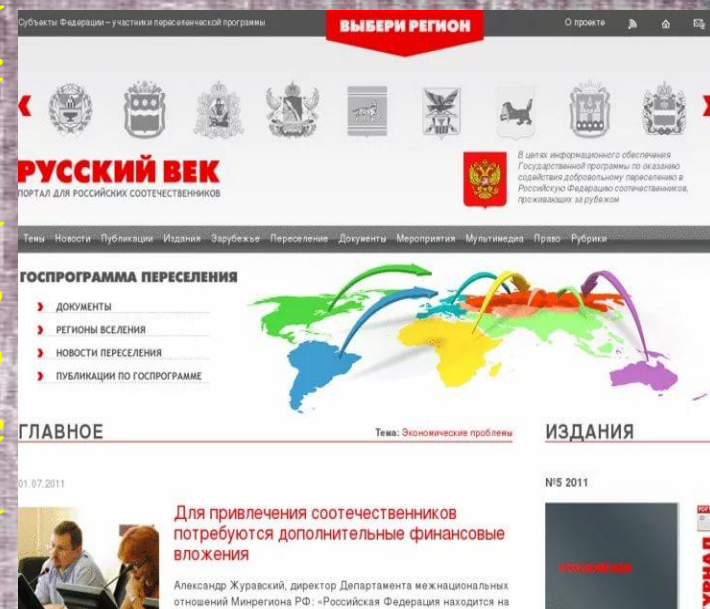 Субъекты Федерации – участники переселенческой программы
ВЫБЕРИ РЕГИОН
О проекте
РУССКИЙ ВЕК
ПОРТАЛ ДЛЯ РОССИЙСКИХ СООТЕЧЕСТВЕННИКОВ
В целях информационного обеспечения
Государственной программы по оказанию
содействия добровольному переселению в
Российскую Федерацию соотечественников,
проживающих за рубежом
Темы Новости Публикации Издания Зарубежье Переселение Документы Мероприятия Мультимедиа Право Рубрики
ГОСПРОГРАММА ПЕРЕСЕЛЕНИЯ
ДОКУМЕНТЫ
РЕГИОНЫ ВСЕЛЕНИЯ
НОВОСТИ ПЕРЕСЕЛЕНИЯ
ПУБЛИКАЦИИ ПО ГОСПРОГРАММЕ
ГЛАВНОЕ
Тема: Экономические проблемы
01.07.2011
Для привлечения соотечественников
потребуются дополнительные финансовые
вложения
Александр Журавский, директор Департамента межнациональных
отношений Минрегиона РФ: «Российская Федерация находится на
ИЗДАНИЯ
№5 2011
РУССКИЙ ВЕК